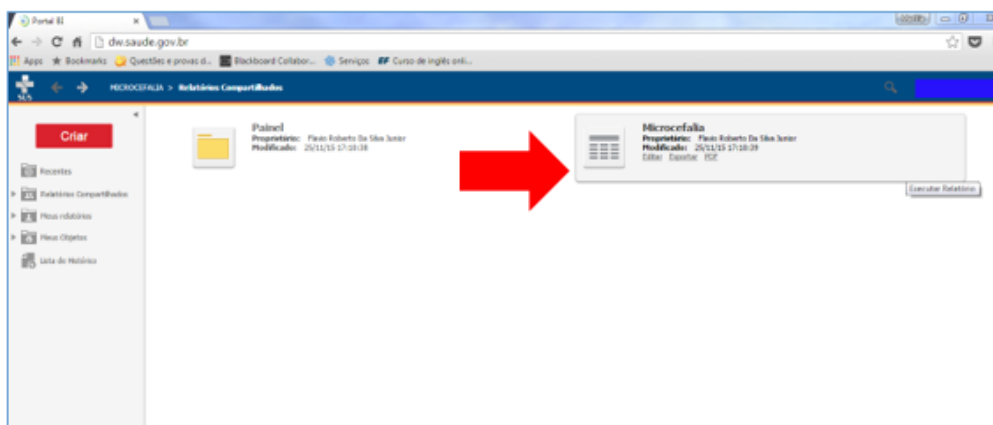 Portal BI
dw.saude.gov.br
Apps Bookmarks Questões e provas d... Blackboard Collabor... Serviços Curso de inglês onli...
SUS
MICROCEFALIA > Relatórios Compartilhados
Criar
Recentes
Relatórios Compartilhados
Meus relatórios
Meus Objetos
Lista de Histórico
Painel
Proprietário: Flavio Roberto Da Silva Junior
Modificado: 25/11/15 17:10:38
Microcefalia
Proprietário: Flavio Roberto Da Silva Junior
Modificado: 25/11/15 17:10:39
Editar Exportar PDF
Executar Relatório